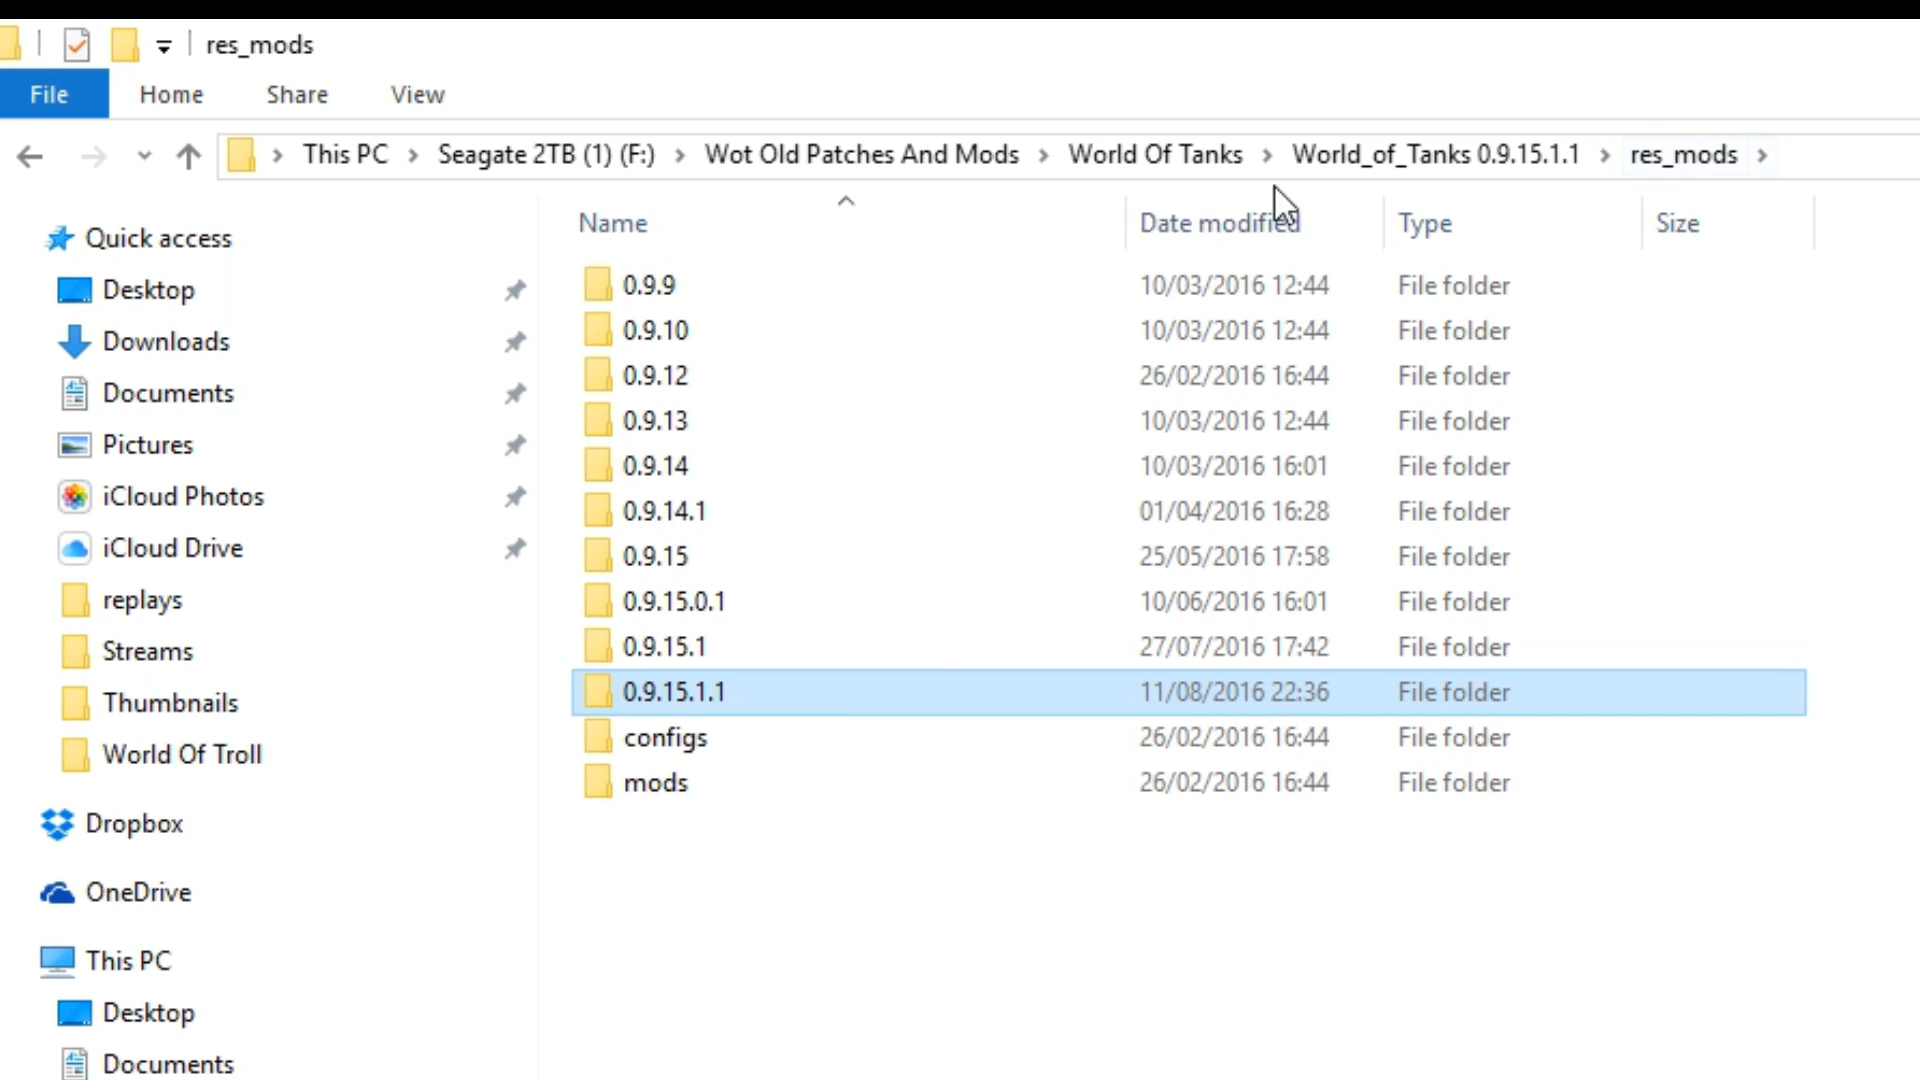 res_mods
File Home Share View
This PC Seagate 2TB (1) (F:) Wot Old Patches And Mods World Of Tanks World_of_Tanks 0.9.15.1.1 res_mods
Name Date modified Type Size
Quick access
Desktop
Downloads
Documents
Pictures
iCloud Photos
iCloud Drive
replays
Streams
Thumbnails
World Of Troll
Dropbox
OneDrive
This PC
Desktop
Documents
0.9.9 10/03/2016 12:44 File folder
0.9.10 10/03/2016 12:44 File folder
0.9.12 26/02/2016 16:44 File folder
0.9.13 10/03/2016 12:44 File folder
0.9.14 10/03/2016 16:01 File folder
0.9.14.1 01/04/2016 16:28 File folder
0.9.15 25/05/2016 17:58 File folder
0.9.15.0.1 10/06/2016 16:01 File folder
0.9.15.1 27/07/2016 17:42 File folder
0.9.15.1.1 11/08/2016 22:36 File folder
configs 26/02/2016 16:44 File folder
mods 26/02/2016 16:44 File folder